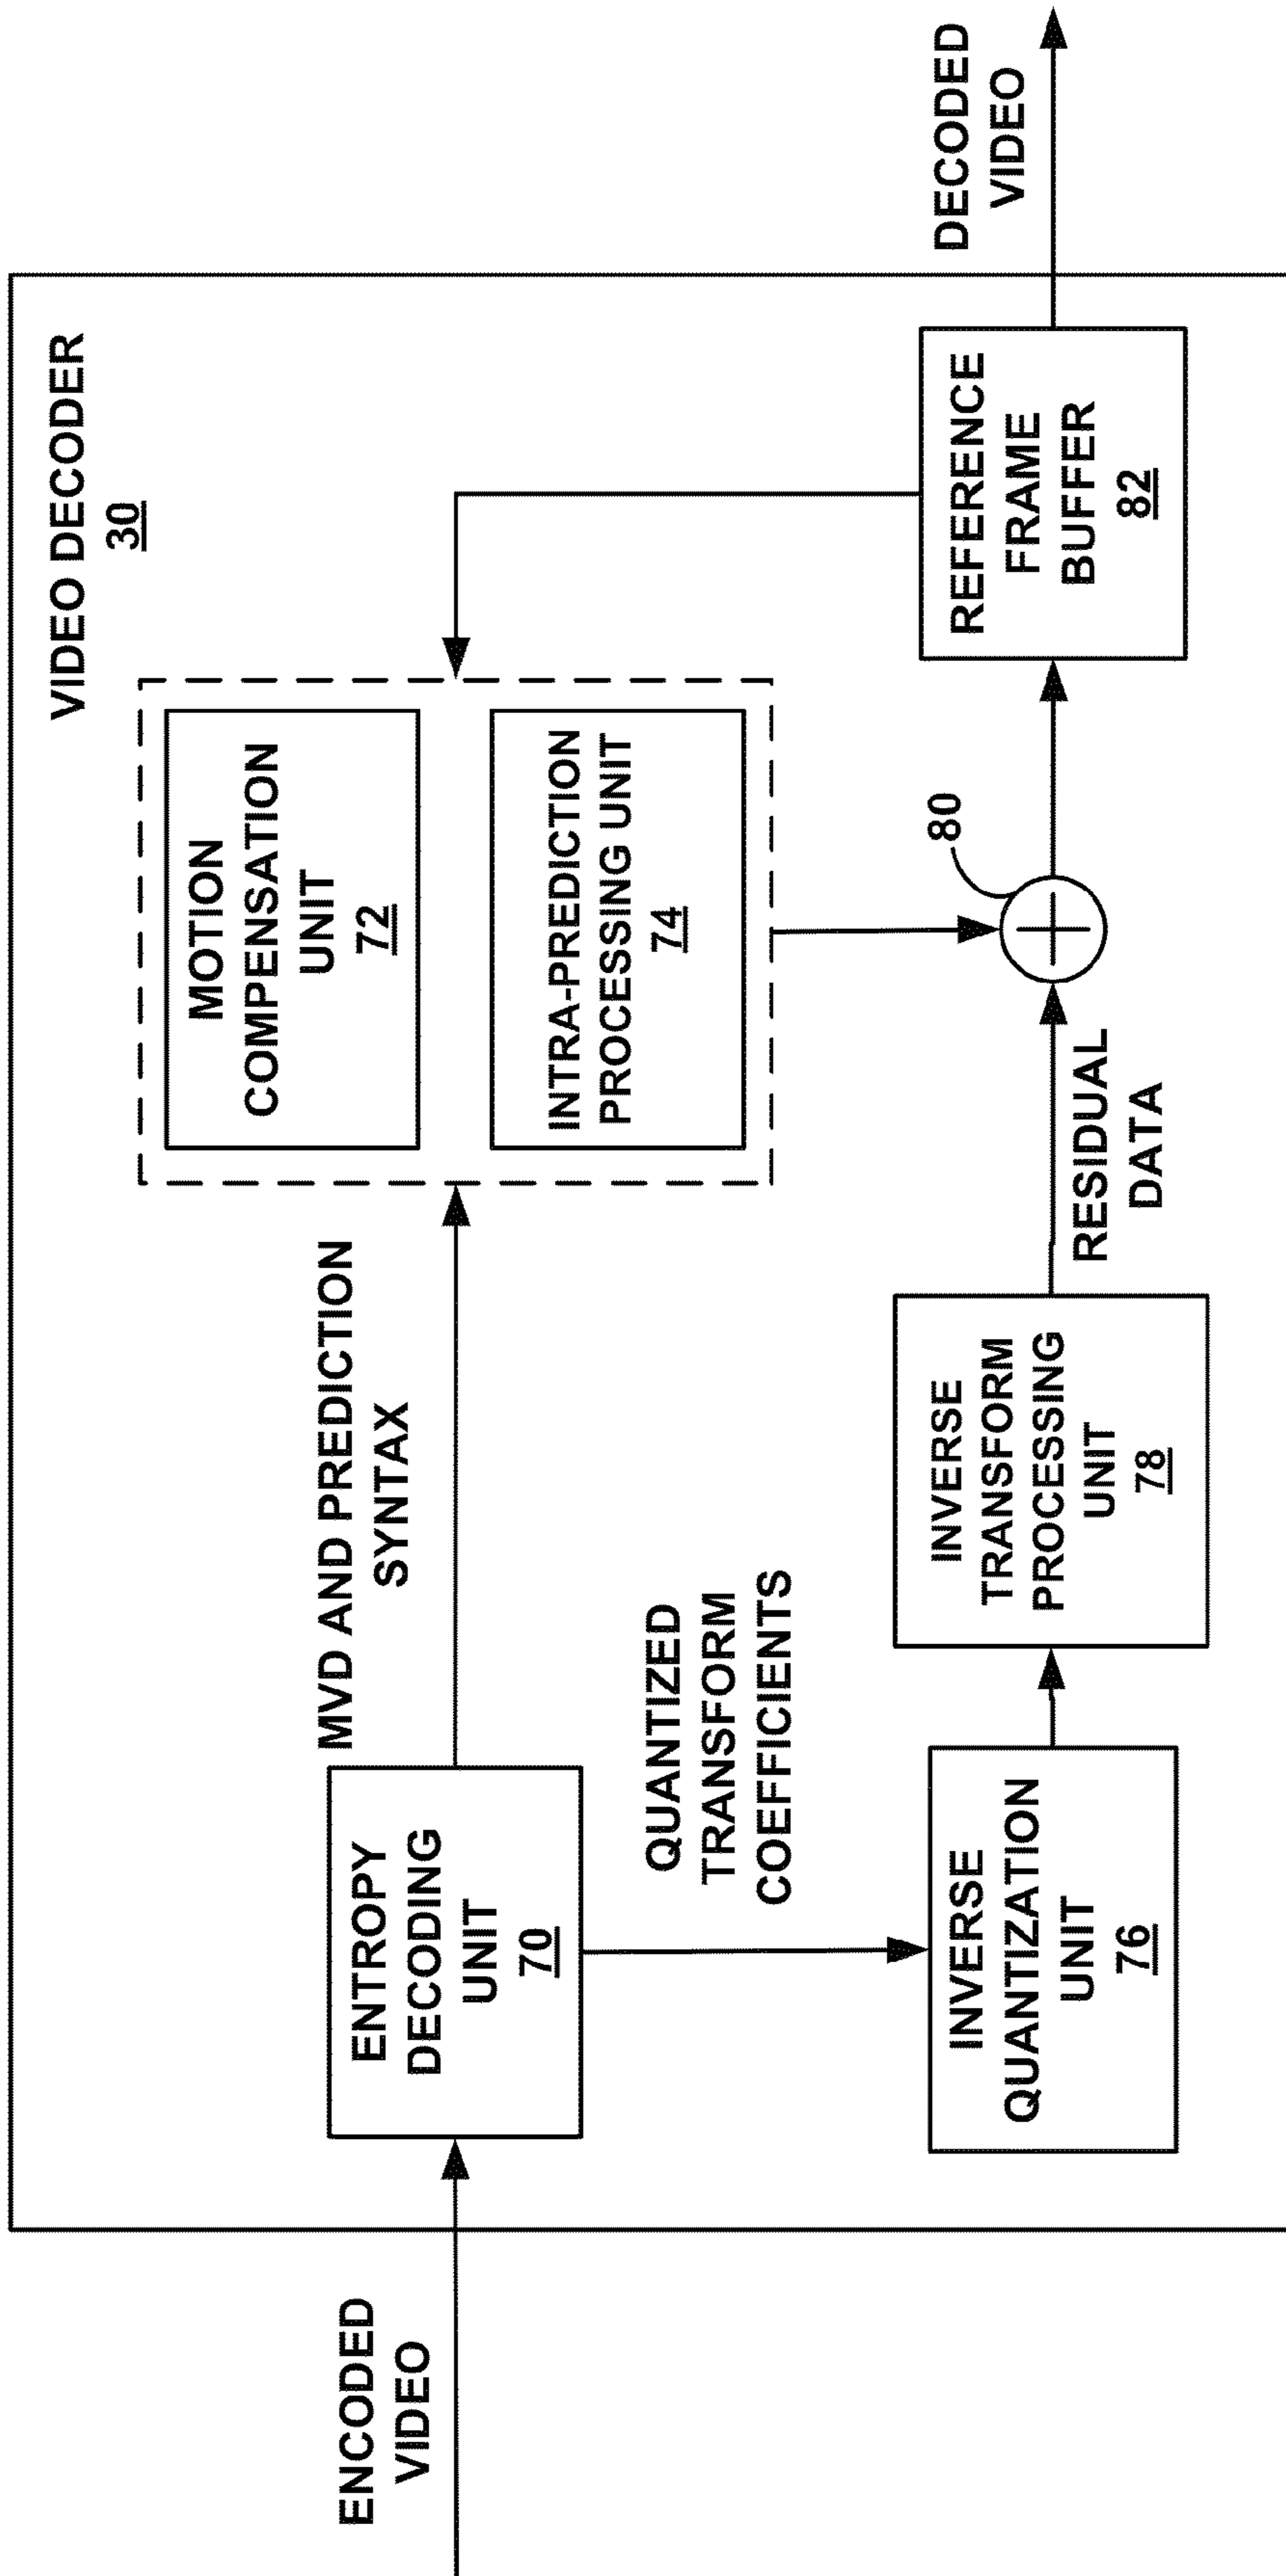 VIDEO DECODER
30
ENCODED
VIDEO
ENTROPY
DECODING
UNIT
70
MVD AND PREDICTION
SYNTAX
MOTION
COMPENSATION
UNIT
72
INTRA-PREDICTION
PROCESSING UNIT
74
QUANTIZED
TRANSFORM
COEFFICIENTS
INVERSE
QUANTIZATION
UNIT
76
INVERSE
TRANSFORM
PROCESSING
UNIT
78
RESIDUAL
DATA
80
REFERENCE
FRAME
BUFFER
82
DECODED
VIDEO